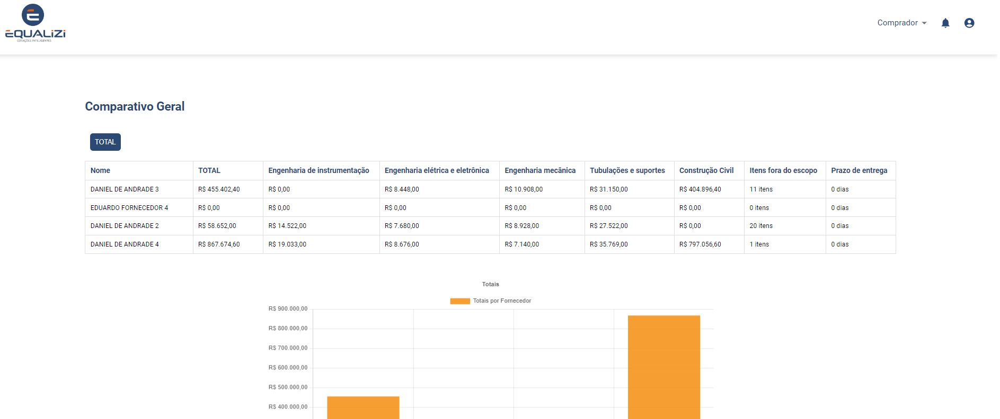 EQUALIZI
COTAÇÕES INTELIGENTES
Comprador
Comparativo Geral
TOTAL
Nome TOTAL Engenharia de instrumentação Engenharia elétrica e eletrônica Engenharia mecânica Tubulações e suportes Construção Civil Itens fora do escopo Prazo de entrega
DANIEL DE ANDRADE 3 R$ 455.402,40 R$ 0,00 R$ 8.448,00 R$ 10.908,00 R$ 31.150,00 R$ 404.896,40 11 itens 0 dias
EDUARDO FORNECEDOR 4 R$ 0,00 R$ 0,00 R$ 0,00 R$ 0,00 R$ 0,00 R$ 0,00 0 itens 0 dias
DANIEL DE ANDRADE 2 R$ 58.652,00 R$ 14.522,00 R$ 7.680,00 R$ 8.928,00 R$ 27.522,00 R$ 0,00 20 itens 0 dias
DANIEL DE ANDRADE 4 R$ 867.674,60 R$ 19.033,00 R$ 8.676,00 R$ 7.140,00 R$ 35.769,00 R$ 797.056,60 1 itens 0 dias
Totais
Totais por Fornecedor
R$ 900.000,00
R$ 800.000,00
R$ 700.000,00
R$ 600.000,00
R$ 500.000,00
R$ 400.000,00